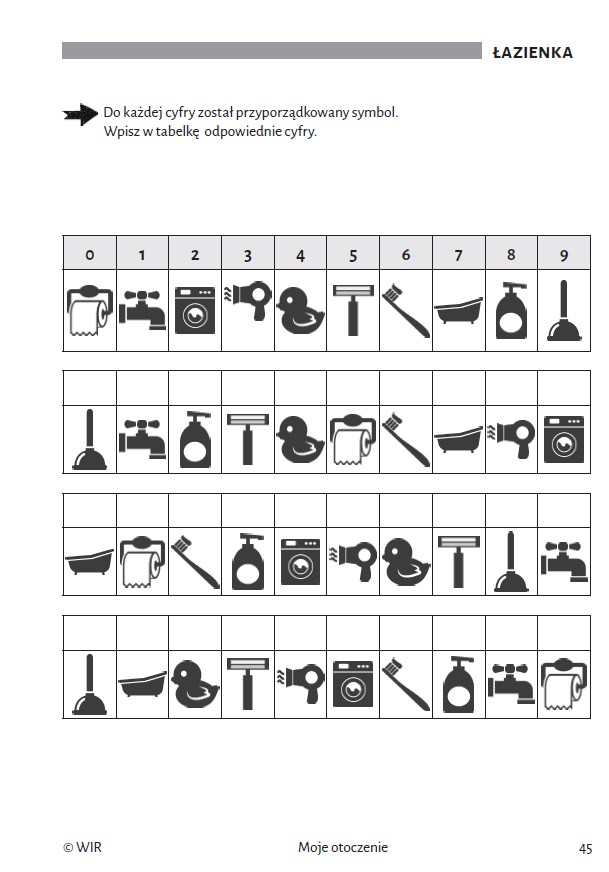 ŁAZIENKA
Do każdej cyfry został przyporządkowany symbol.
Wpisz w tabelkę odpowiednie cyfry.
0 1 2 3 4 5 6 7 8 9
© WIR Moje otoczenie 45